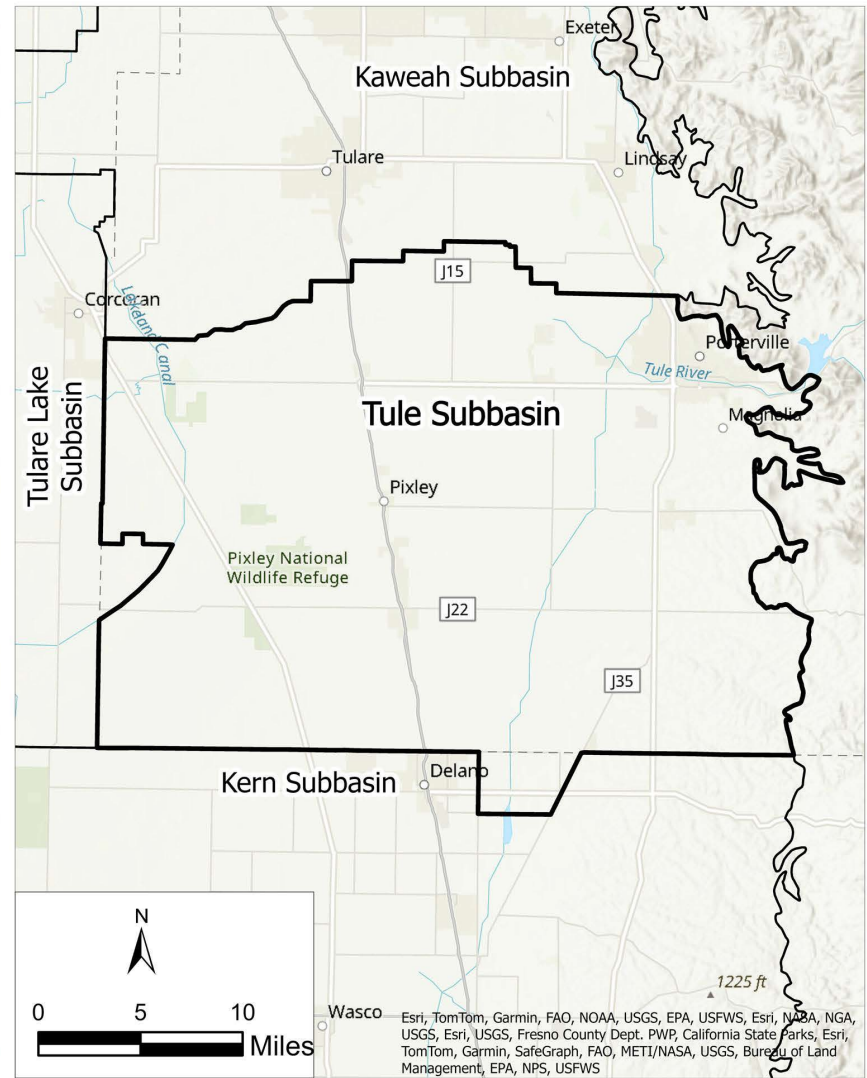 Exeter
Kaweah Subbasin
Tulare
Lindsay
J15
Corcoran
Lakeland Canal
Porterville
Tule River
Tulare Lake
Subbasin
Tule Subbasin
Magnolia
Pixley
Pixley National
Wildlife Refuge
J22
J35
Kern Subbasin
Delano
N
1225 ft
0 5 10
Miles
Wasco
Esri, TomTom, Garmin, FAO, NOAA, USGS, EPA, USFWS, Esri, NASA, NGA,
USGS, Esri, USGS, Fresno County Dept. PWP, California State Parks, Esri,
TomTom, Garmin, SafeGraph, FAO, METI/NASA, USGS, Bureau of Land
Management, EPA, NPS, USFWS